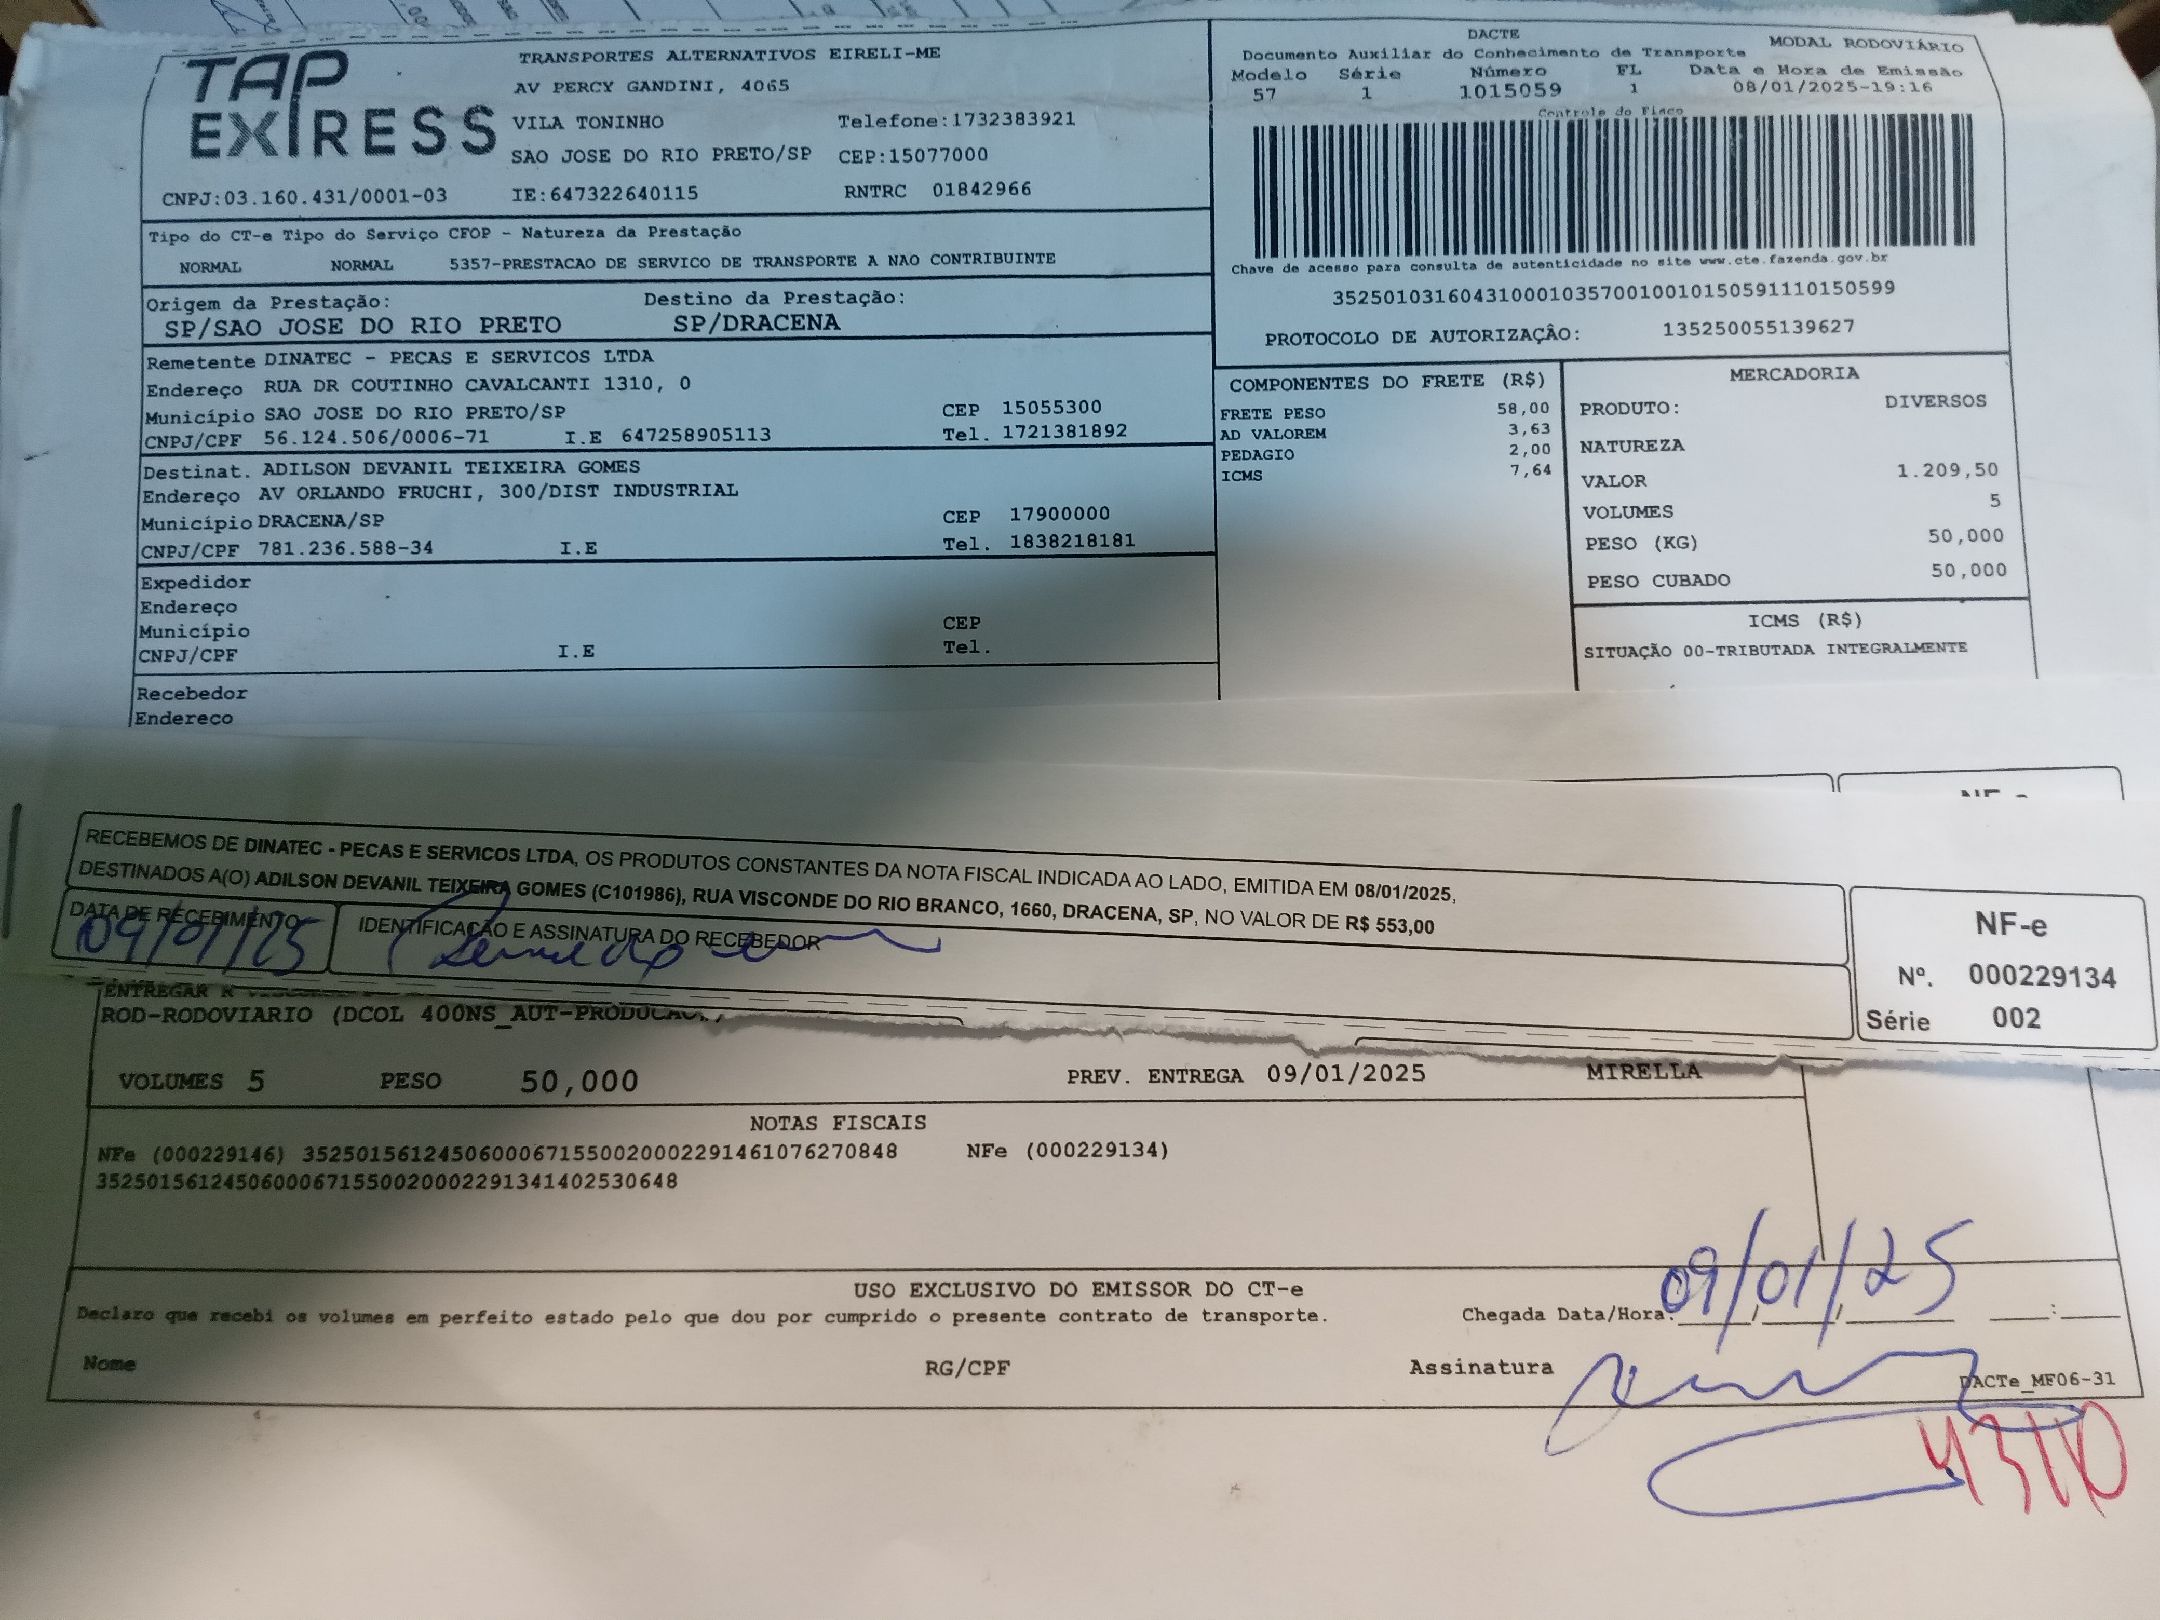 TAP EXPRESS
TRANSPORTES ALTERNATIVOS EIRELI-ME
AV PERCY GANDINI, 4065
VILA TONINHO Telefone:1732383921
SAO JOSE DO RIO PRETO/SP CEP:15077000
CNPJ:03.160.431/0001-03 IE:647322640115 RNTRC 01842966
DACTE
Documento Auxiliar do Conhecimento de Transporte MODAL RODOVIÁRIO
Modelo Série Número FL Data e Hora de Emissão
57 1 1015059 1 08/01/2025-19:16
Controle do Fisco
Chave de acesso para consulta de autenticidade no site www.cte.fazenda.gov.br
35250103160431000103570010010150591110150599
PROTOCOLO DE AUTORIZAÇÃO: 135250055139627
Tipo do CT-e Tipo do Serviço CFOP - Natureza da Prestação
NORMAL NORMAL 5357-PRESTACAO DE SERVICO DE TRANSPORTE A NAO CONTRIBUINTE
Origem da Prestação: Destino da Prestação:
SP/SAO JOSE DO RIO PRETO SP/DRACENA
Remetente DINATEC - PECAS E SERVICOS LTDA
Endereço RUA DR COUTINHO CAVALCANTI 1310, 0
Município SAO JOSE DO RIO PRETO/SP CEP 15055300
CNPJ/CPF 56.124.506/0006-71 I.E 647258905113 Tel. 1721381892
Destinat. ADILSON DEVANIL TEIXEIRA GOMES
Endereço AV ORLANDO FRUCHI, 300/DIST INDUSTRIAL
Município DRACENA/SP CEP 17900000
CNPJ/CPF 781.236.588-34 I.E Tel. 1838218181
Expedidor
Endereço
Município CEP
CNPJ/CPF I.E Tel.
Recebedor
Endereco
COMPONENTES DO FRETE (R$)
FRETE PESO 58,00
AD VALOREM 3,63
PEDAGIO 2,00
ICMS 7,64
MERCADORIA
PRODUTO: DIVERSOS
NATUREZA
VALOR 1.209,50
VOLUMES 5
PESO (KG) 50,000
PESO CUBADO 50,000
ICMS (R$)
SITUAÇÃO 00-TRIBUTADA INTEGRALMENTE
RECEBEMOS DE DINATEC - PECAS E SERVICOS LTDA, OS PRODUTOS CONSTANTES DA NOTA FISCAL INDICADA AO LADO, EMITIDA EM 08/01/2025,
DESTINADOS A(O) ADILSON DEVANIL TEIXEIRA GOMES (C101986), RUA VISCONDE DO RIO BRANCO, 1660, DRACENA, SP, NO VALOR DE R$ 553,00
DATA DE RECEBIMENTO IDENTIFICAÇÃO E ASSINATURA DO RECEBEDOR
09/01/25
NF-e
Nº. 000229134
Série 002
ENTREGAR
ROD-RODOVIARIO (DCOL 400NS_AUT-PRODUCAO,)
VOLUMES 5 PESO 50,000 PREV. ENTREGA 09/01/2025 MIRELLA
NOTAS FISCAIS
NFe (000229146) 35250156124506000671550020002291461076270848 NFe (000229134)
35250156124506000671550020002291341402530648
USO EXCLUSIVO DO EMISSOR DO CT-e
Declaro que recebi os volumes em perfeito estado pelo que dou por cumprido o presente contrato de transporte. Chegada Data/Hora: 09/01/25
Nome RG/CPF Assinatura
DACTe_MF06-31